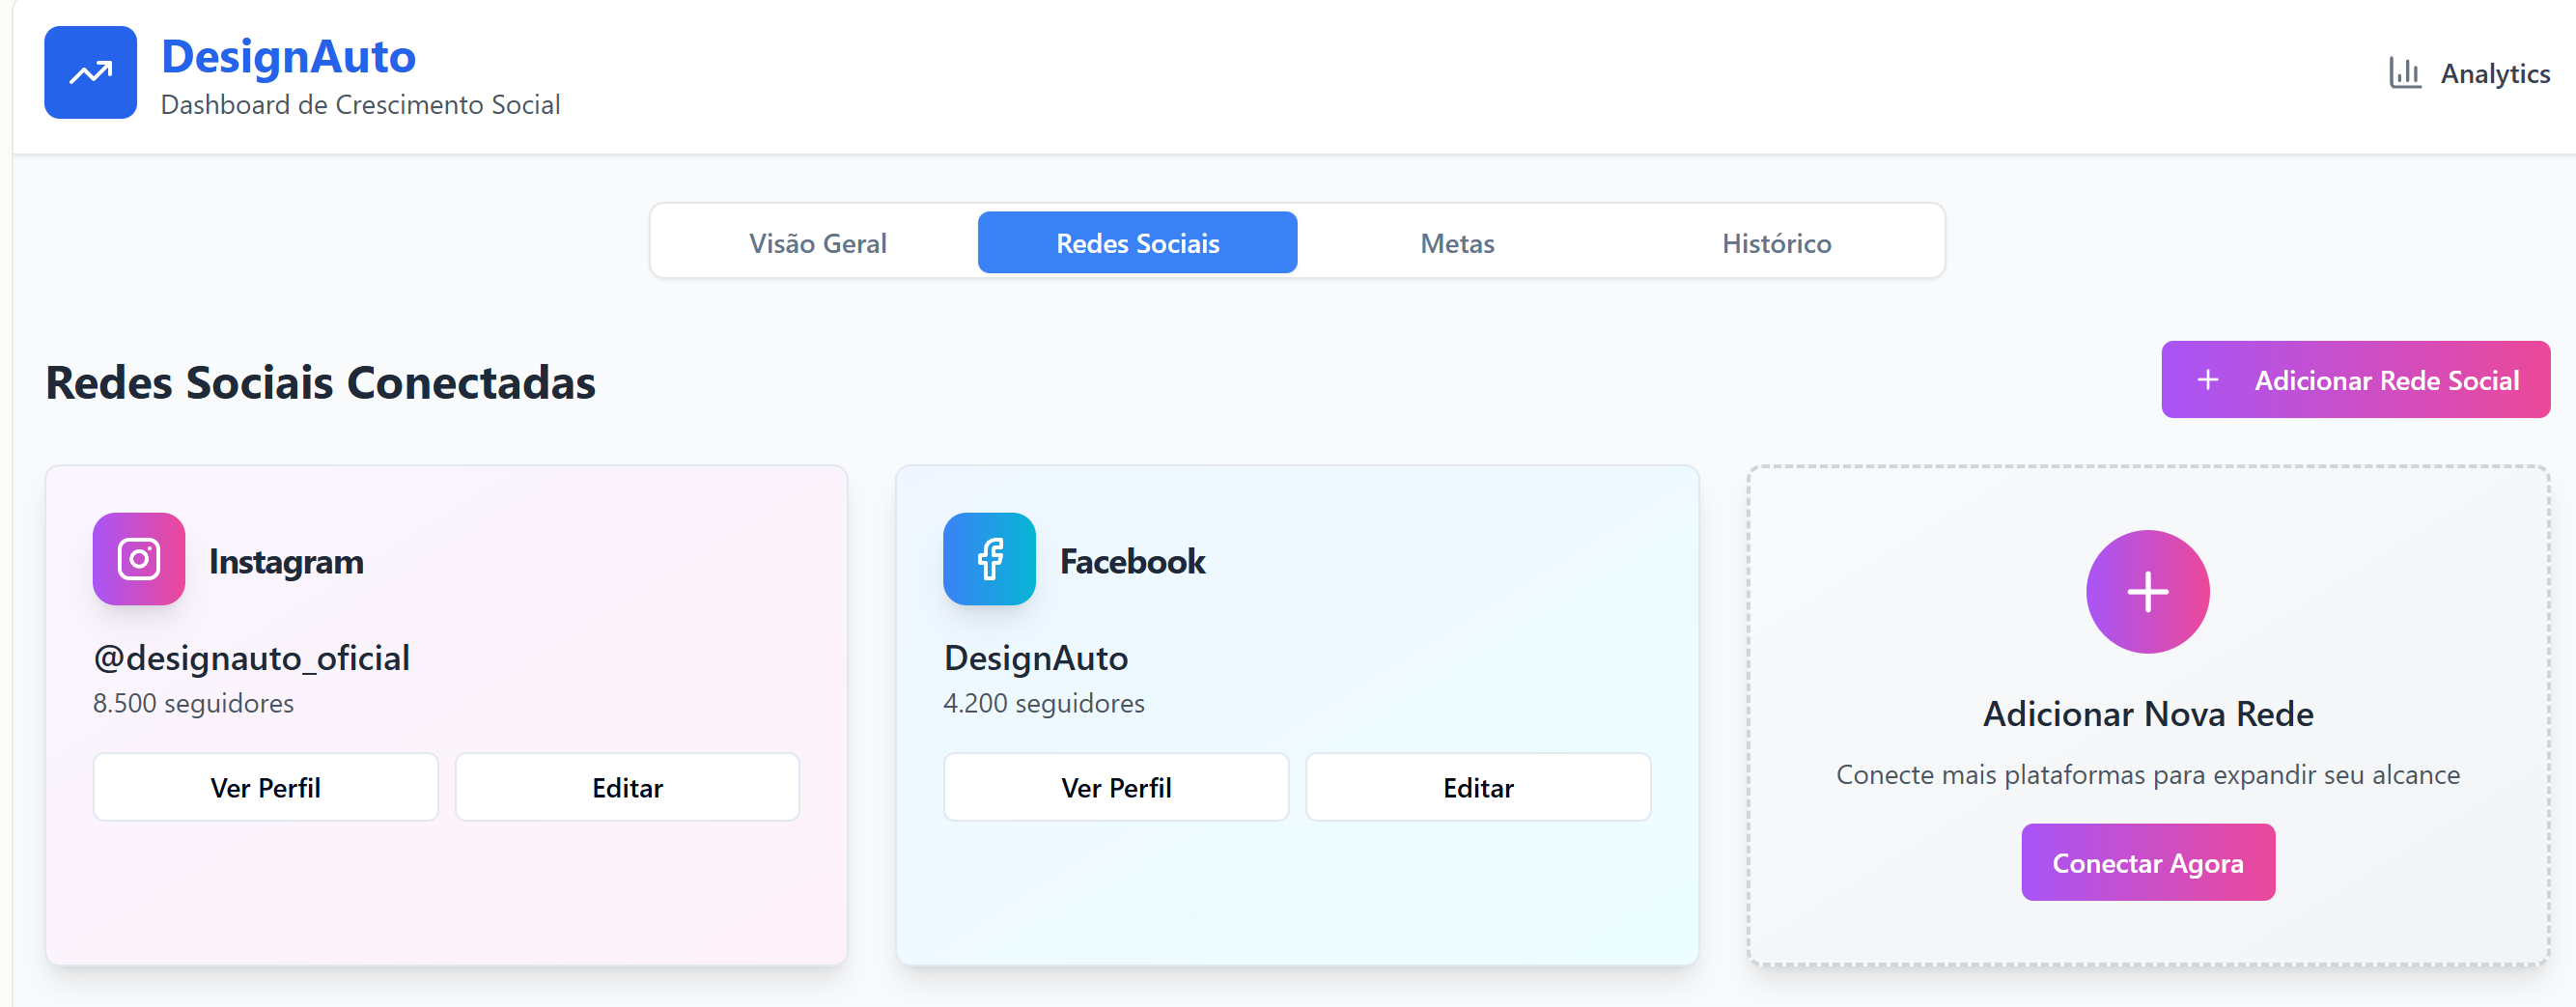 DesignAuto
Dashboard de Crescimento Social
Analytics
Visão Geral
Redes Sociais
Metas
Histórico
Redes Sociais Conectadas
Adicionar Rede Social
Instagram
@designauto_oficial
8.500 seguidores
Ver Perfil
Editar
Facebook
DesignAuto
4.200 seguidores
Ver Perfil
Editar
Adicionar Nova Rede
Conecte mais plataformas para expandir seu alcance
Conectar Agora